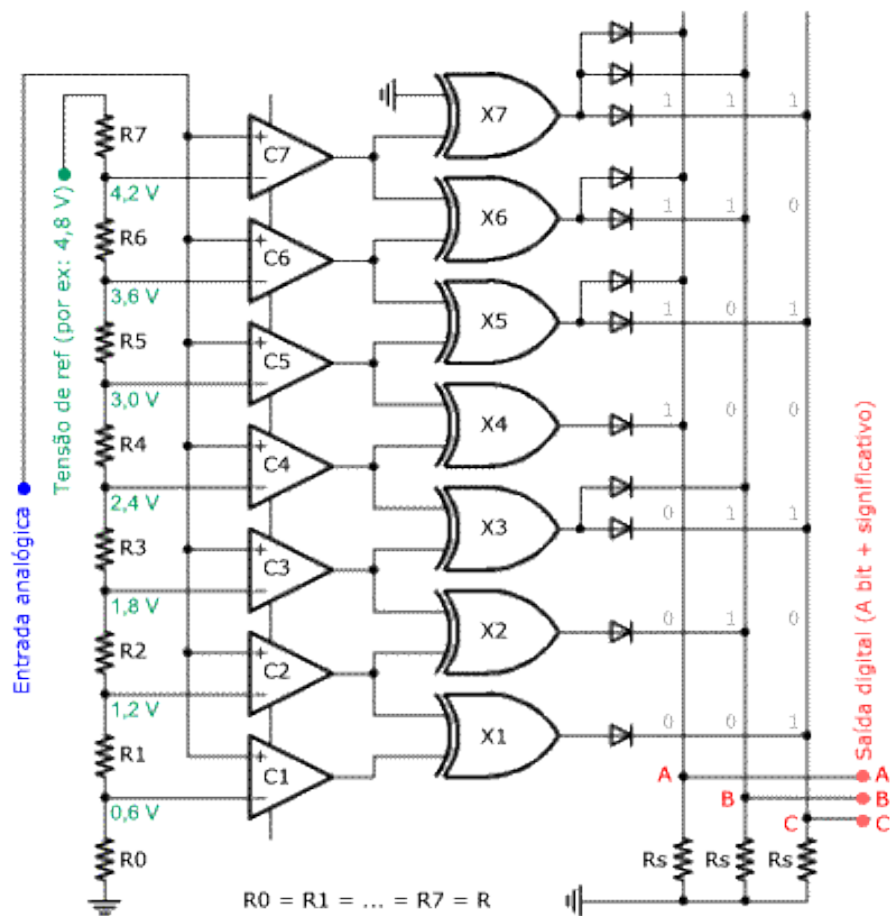 Entrada analógica
Tensão de ref (por ex: 4,8 V)
R7
4,2 V
R6
3,6 V
R5
3,0 V
R4
2,4 V
R3
1,8 V
R2
1,2 V
R1
0,6 V
R0
+
C7
-
+
C6
-
+
C5
-
+
C4
-
+
C3
-
+
C2
-
+
C1
-
X7
1 1 1
X6
1 1 0
X5
1 0 1
X4
1 0 0
X3
0 1 1
X2
0 1 0
X1
0 0 1
A
B
C
Rs Rs Rs
A
B
C
Saída digital (A bit + significativo)
R0 = R1 = ... = R7 = R